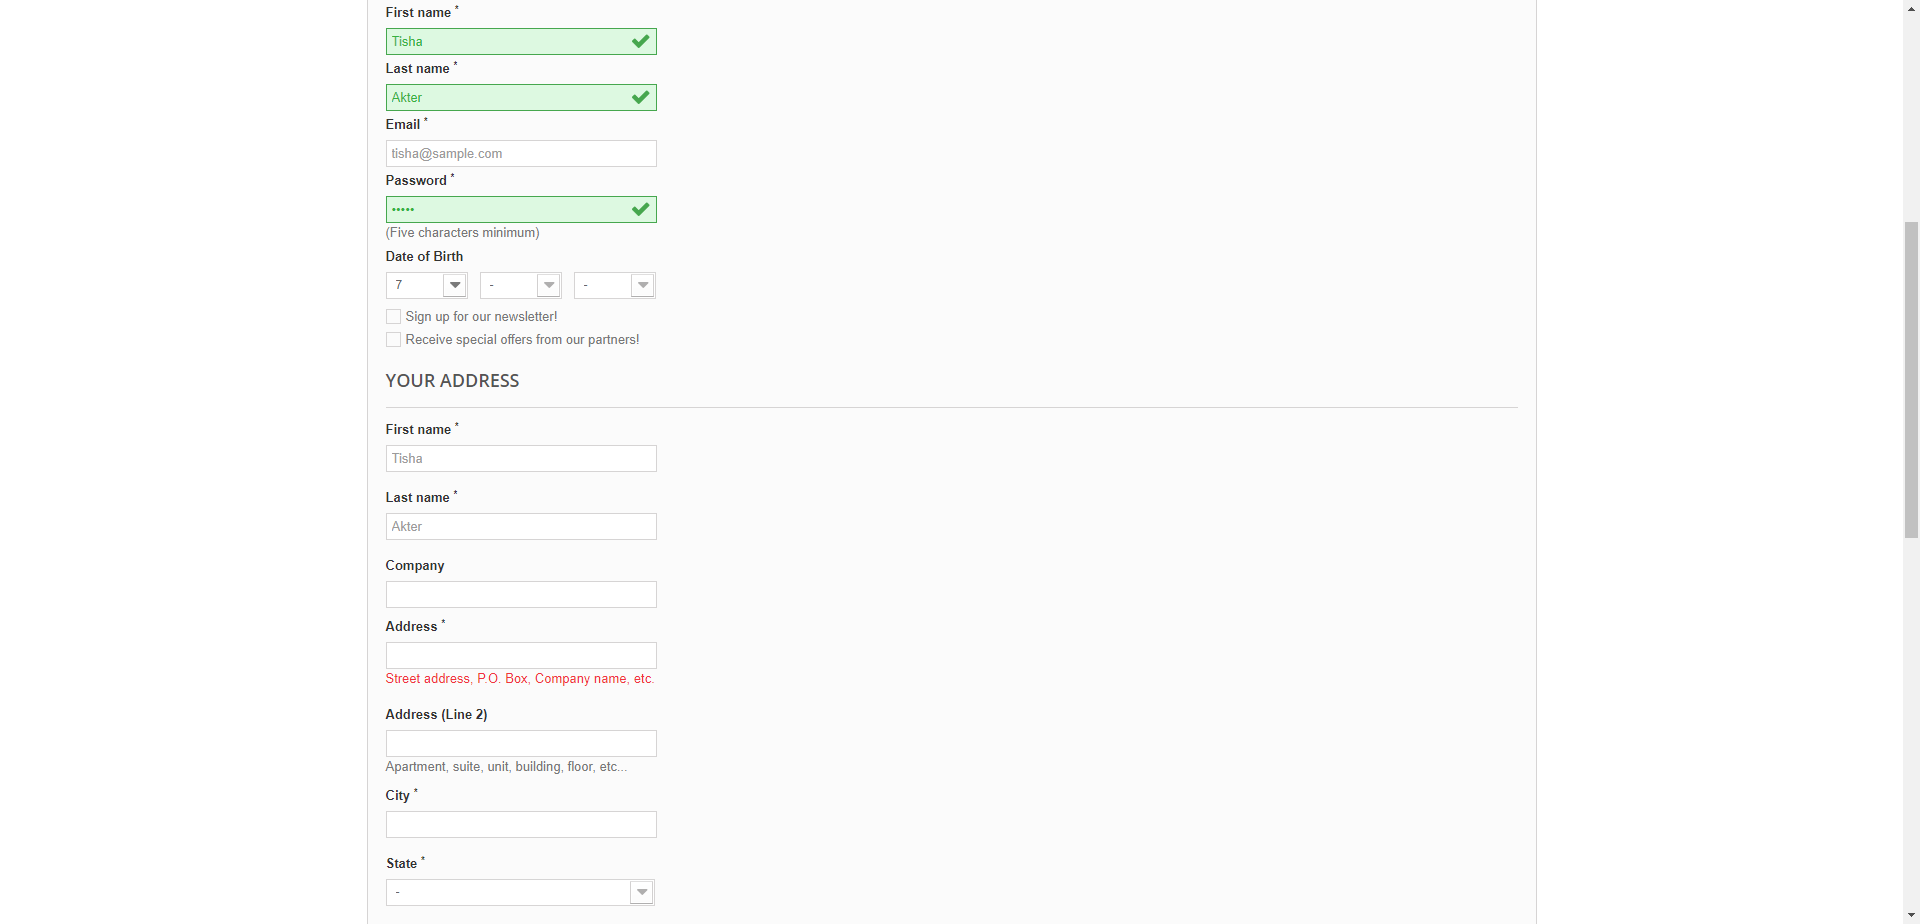 First name *
Tisha
Last name *
Akter
Email *
tisha@sample.com
Password *
•••••
(Five characters minimum)
Date of Birth
7 - -
Sign up for our newsletter!
Receive special offers from our partners!
YOUR ADDRESS
First name *
Tisha
Last name *
Akter
Company
Address *
Street address, P.O. Box, Company name, etc.
Address (Line 2)
Apartment, suite, unit, building, floor, etc...
City *
State *
-